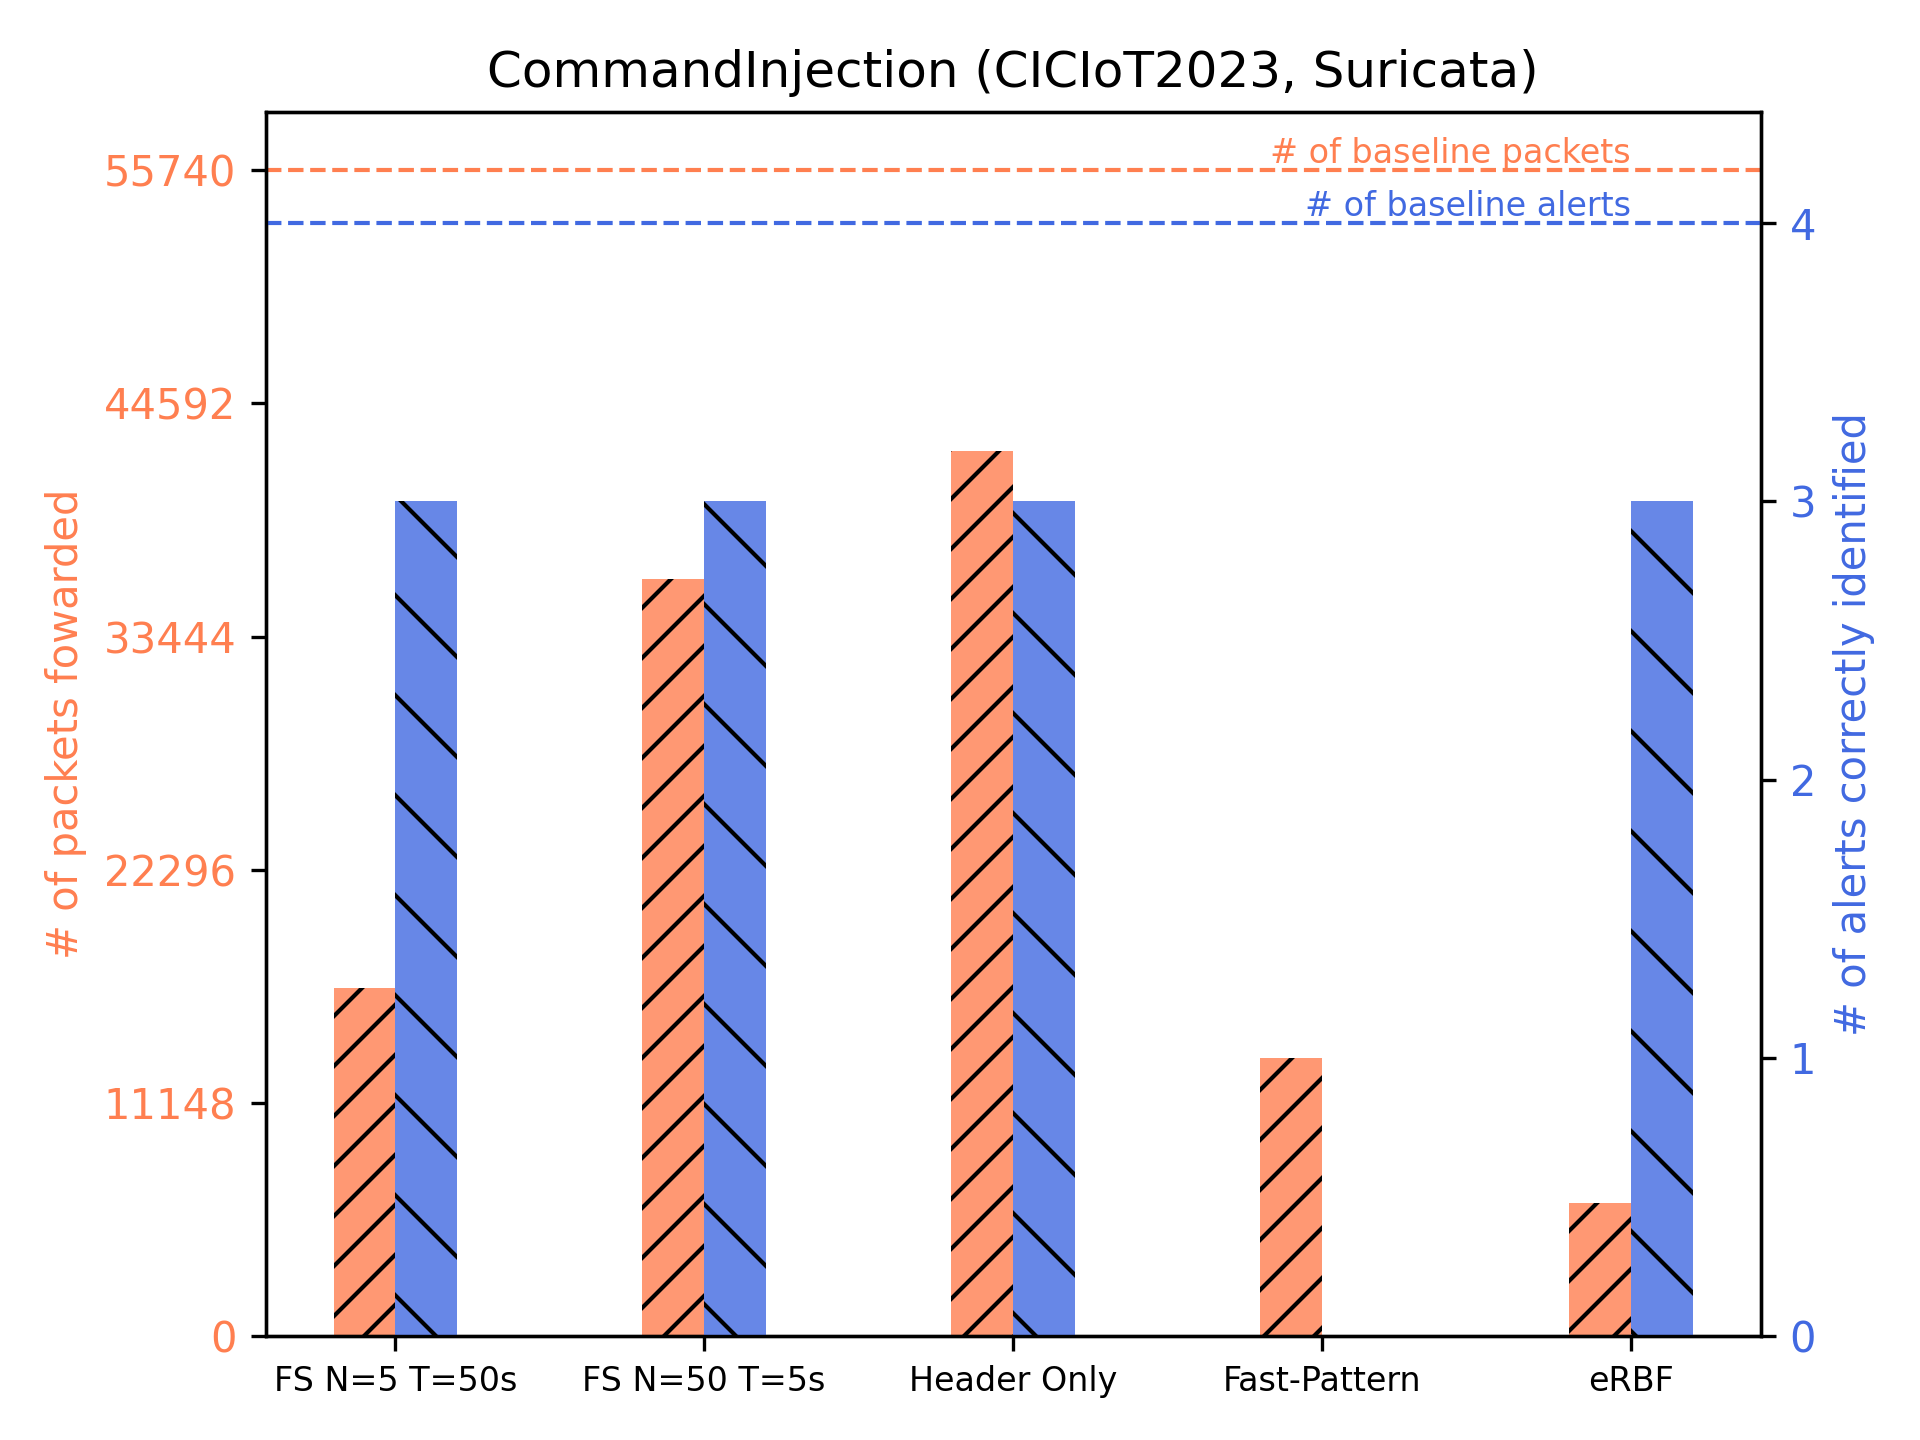 CommandInjection (CICIoT2023, Suricata)
# of baseline packets
# of baseline alerts
55740
44592
33444
22296
11148
0
# of packets fowarded
4
3
2
1
0
# of alerts correctly identified
FS N=5 T=50s
FS N=50 T=5s
Header Only
Fast-Pattern
eRBF